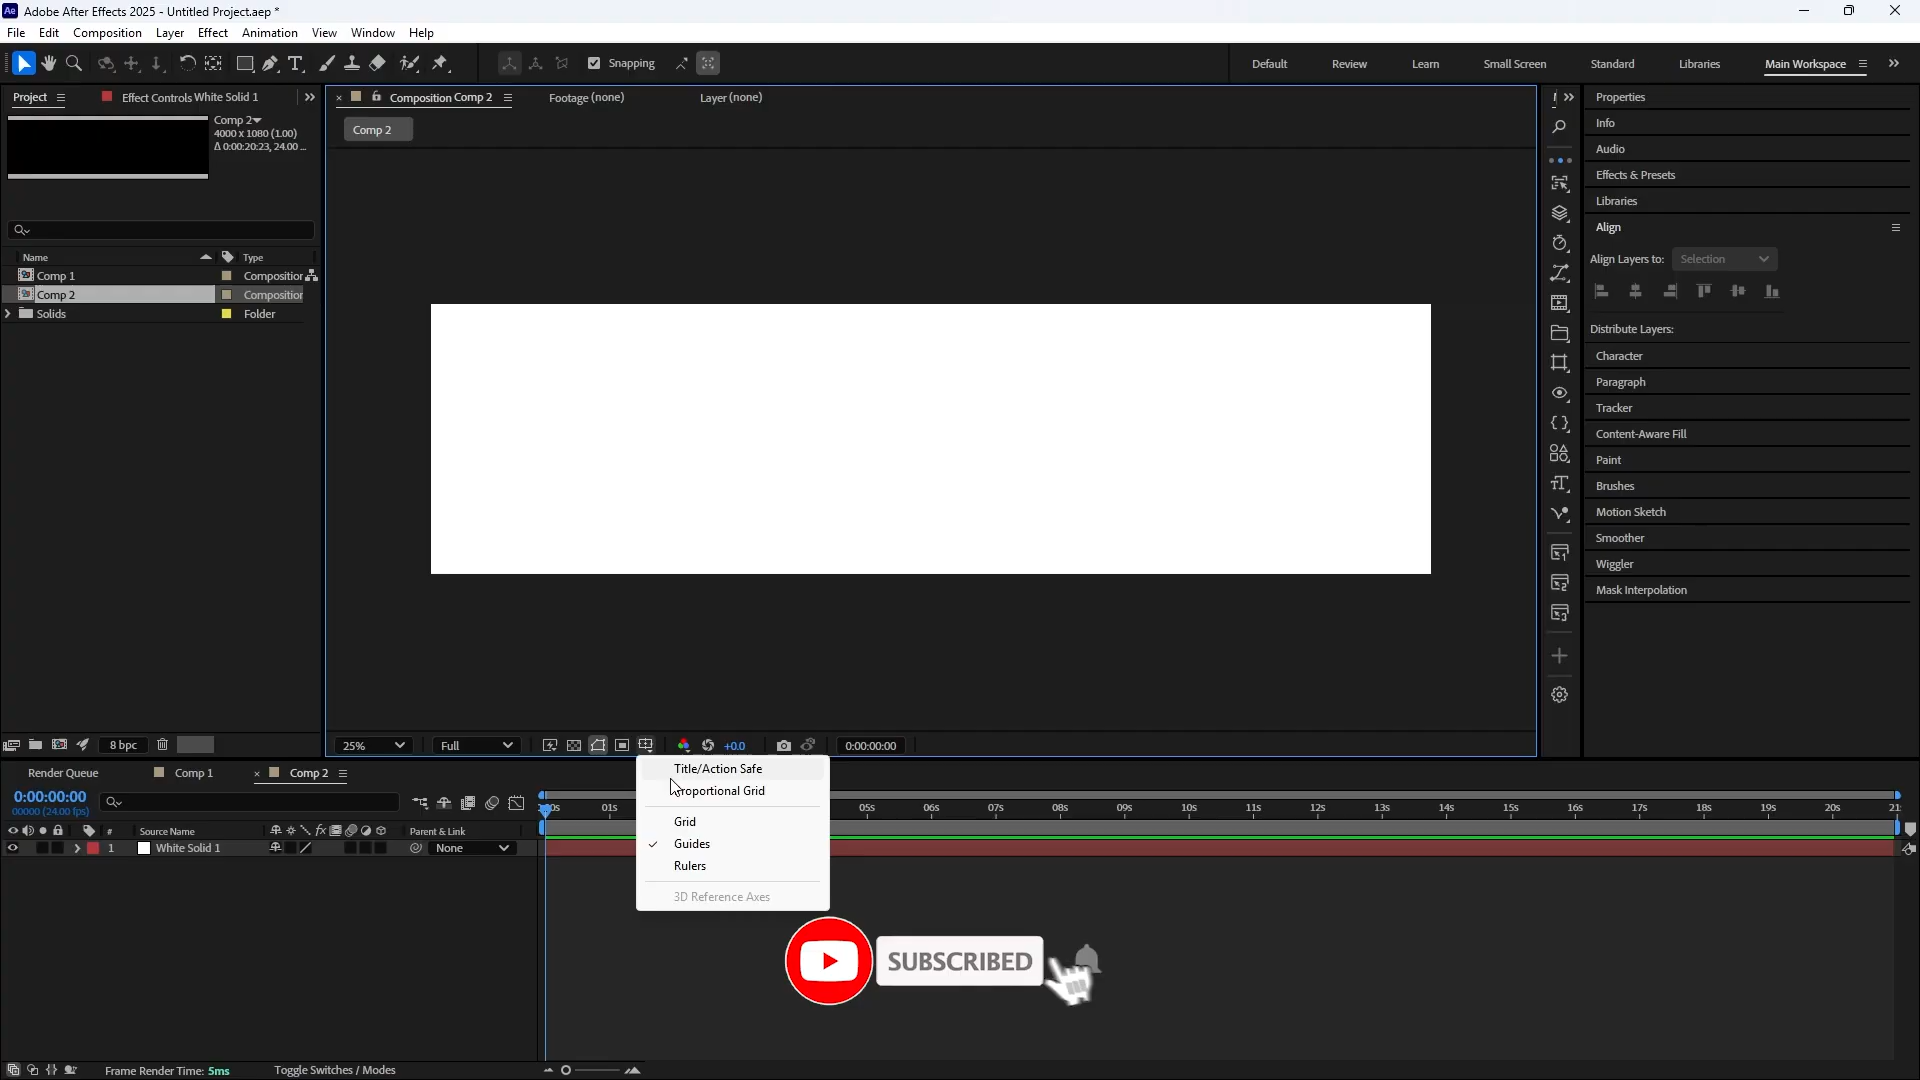 Adobe After Effects 2025 - Untitled Project.aep *
File Edit Composition Layer Effect Animation View Window Help
Snapping Default Review Learn Small Screen Standard Libraries Main Workspace
Project Effect Controls White Solid 1 Composition Comp 2 Footage (none) Layer (none)
Comp 2
4000 x 1080 (1.00)
Δ 0:00:20:23, 24.00 ...
Comp 2
Name Type
Comp 1 Composition
Comp 2 Composition
Solids Folder
Properties
Info
Audio
Effects & Presets
Libraries
Align
Align Layers to: Selection
Distribute Layers:
Character
Paragraph
Tracker
Content-Aware Fill
Paint
Brushes
Motion Sketch
Smoother
Wiggler
Mask Interpolation
8 bpc 25% Full +0.0 0:00:00:00
Title/Action Safe
Proportional Grid
Grid
Guides
Rulers
3D Reference Axes
Render Queue Comp 1 Comp 2
0:00:00:00
00000 (24.00 fps)
01s 05s 06s 07s 08s 09s 10s 11s 12s 13s 14s 15s 16s 17s 18s 19s 20s
# Source Name fx Parent & Link
1 White Solid 1 None
SUBSCRIBED
Frame Render Time: 5ms Toggle Switches / Modes